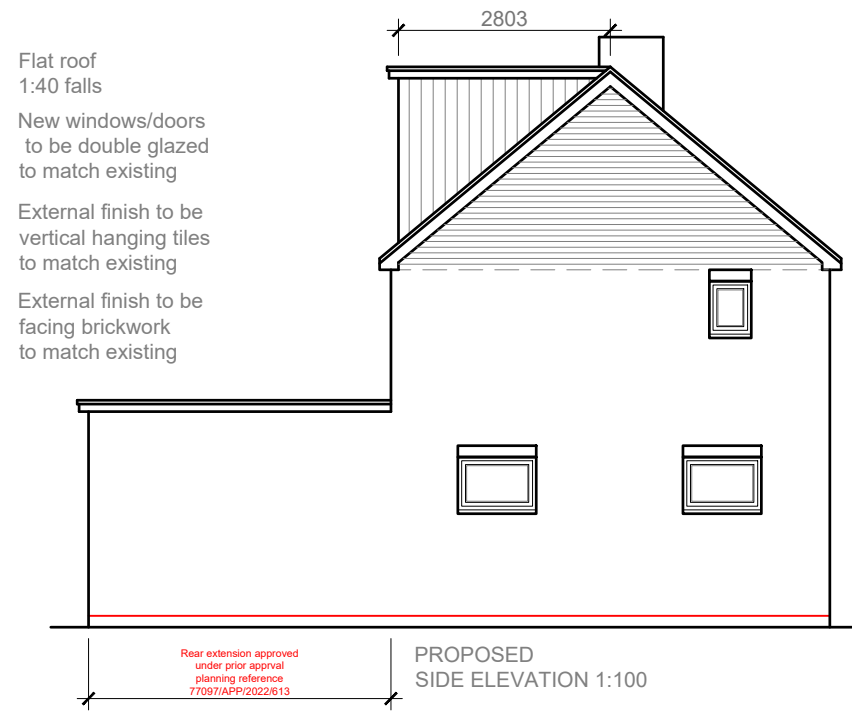 2803
Flat roof
1:40 falls
New windows/doors
to be double glazed
to match existing
External finish to be
vertical hanging tiles
to match existing
External finish to be
facing brickwork
to match existing
Rear extension approved
under prior apprval
planning reference
77097/APP/2022/613
PROPOSED
SIDE ELEVATION 1:100